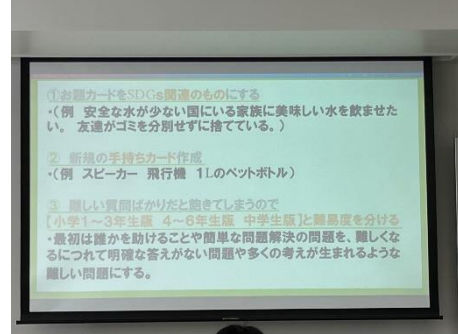 ①お題カードをSDGs関連のものにする
・(例 安全な水が少ない国にいる家族に美味しい水を飲ませた
い。 友達がゴミを分別せずに捨てている。)
② 新規の手持ちカード作成
・(例 スピーカー 飛行機 1Lのペットボトル)
③ 難しい質問ばかりだと飽きてしまうので
【小学1～3年生版 4～6年生版 中学生版】と難易度を分ける
・最初は誰かを助けることや簡単な問題解決の問題を、難しくな
るにつれて明確な答えがない問題や多くの考えが生まれるような
難しい問題にする。